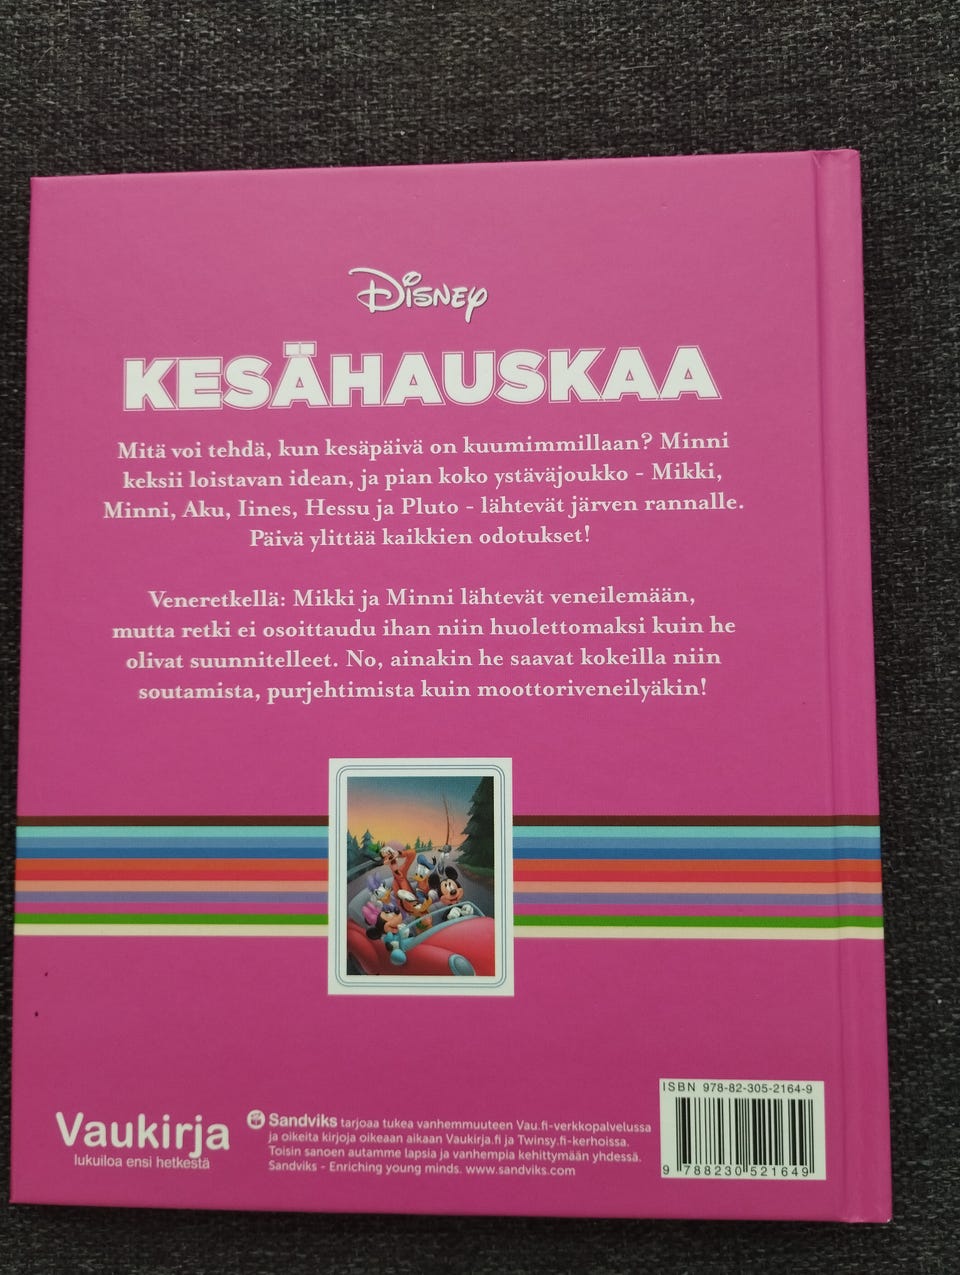 Disney
KESÄHAUSKAA
Mitä voi tehdä, kun kesäpäivä on kuumimmillaan? Minni
keksii loistavan idean, ja pian koko ystäväjoukko - Mikki,
Minni, Aku, Iines, Hessu ja Pluto - lähtevät järven rannalle.
Päivä ylittää kaikkien odotukset!
Veneretkellä: Mikki ja Minni lähtevät veneilemään,
mutta retki ei osoittaudu ihan niin huolettomaksi kuin he
olivat suunnitelleet. No, ainakin he saavat kokeilla niin
soutamista, purjehtimista kuin moottoriveneilyäkin!
Vaukirja
lukuiloa ensi hetkestä
Sandviks tarjoaa tukea vanhemmuuteen Vau.fi-verkkopalvelussa
ja oikeita kirjoja oikeaan aikaan Vaukirja.fi ja Twinsy.fi-kerhoissa.
Toisin sanoen autamme lapsia ja vanhempia kehittymään yhdessä.
Sandviks - Enriching young minds. www.sandviks.com
ISBN 978-82-305-2164-9
9 788230 521649